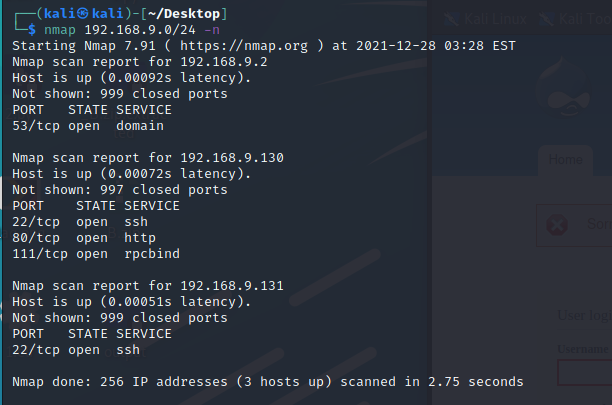 (kali㉿kali)-[~/Desktop]
$ nmap 192.168.9.0/24 -n
Starting Nmap 7.91 ( https://nmap.org ) at 2021-12-28 03:28 EST
Nmap scan report for 192.168.9.2
Host is up (0.00092s latency).
Not shown: 999 closed ports
PORT   STATE SERVICE
53/tcp open  domain

Nmap scan report for 192.168.9.130
Host is up (0.00072s latency).
Not shown: 997 closed ports
PORT    STATE SERVICE
22/tcp  open  ssh
80/tcp  open  http
111/tcp open  rpcbind

Nmap scan report for 192.168.9.131
Host is up (0.00051s latency).
Not shown: 999 closed ports
PORT   STATE SERVICE
22/tcp open  ssh

Nmap done: 256 IP addresses (3 hosts up) scanned in 2.75 seconds
Kali Linux
Kali Too
Home
User logi
Username